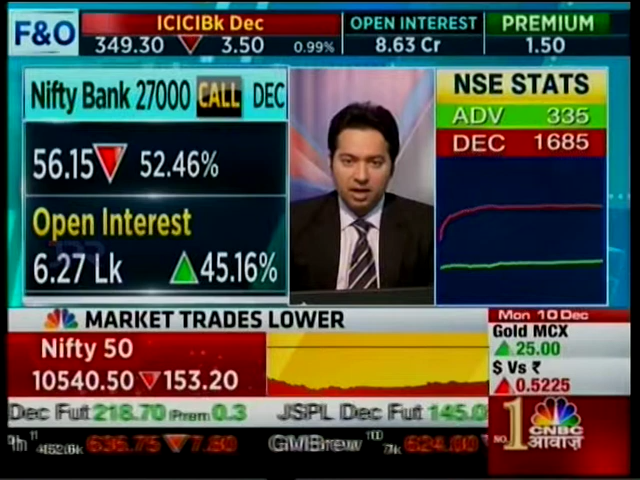 F&O
ICICIBk Dec
349.30 3.50 0.99%
OPEN INTEREST
8.63 Cr
PREMIUM
1.50
Nifty Bank 27000 CALL DEC
56.15 52.46%
Open Interest
6.27 Lk 45.16%
NSE STATS
ADV 335
DEC 1685
MARKET TRADES LOWER
Nifty 50
10540.50 153.20
Mon 10 Dec
Gold MCX
25.00
$ Vs ₹
0.5225
Dec Fut 218.70 Prem 0.3 JSPL Dec Fut 145.0
636.75 7.80 GMBrew 624.00
NO. 1 CNBC
आवाज़